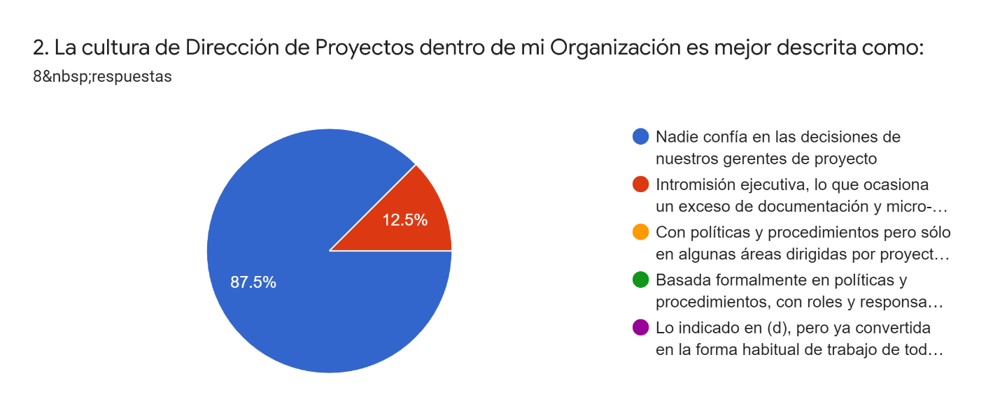 2. La cultura de Dirección de Proyectos dentro de mi Organización es mejor descrita como:
8&nbsp;respuestas
Nadie confía en las decisiones de
nuestros gerentes de proyecto
Intromisión ejecutiva, lo que ocasiona
un exceso de documentación y micro-…
Con políticas y procedimientos pero sólo
en algunas áreas dirigidas por proyect…
Basada formalmente en políticas y
procedimientos, con roles y responsa…
Lo indicado en (d), pero ya convertida
en la forma habitual de trabajo de tod…
12.5%
87.5%